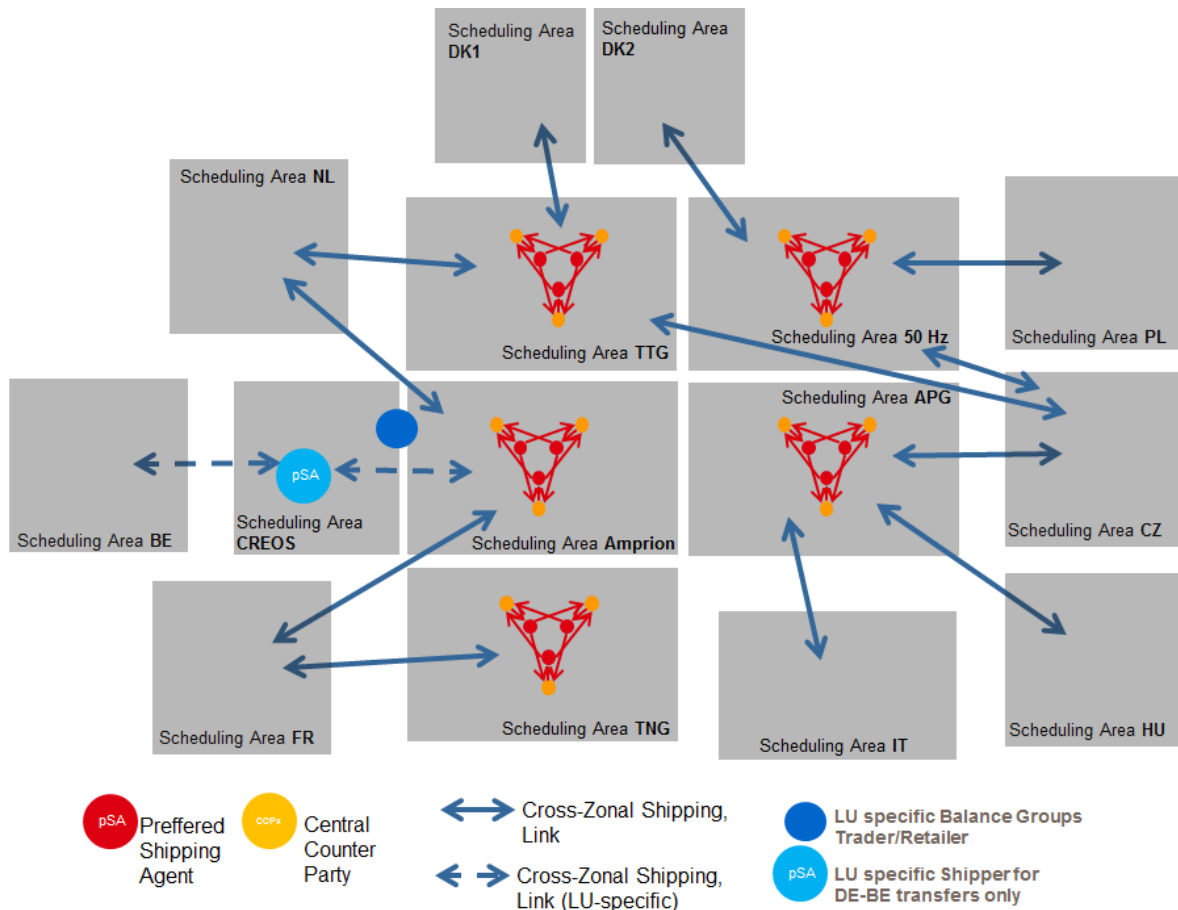 Scheduling Area
DK1
Scheduling Area
DK2
Scheduling Area NL
Scheduling Area TTG
Scheduling Area 50 Hz
Scheduling Area PL
Scheduling Area APG
pSA
Scheduling Area BE
Scheduling Area
CREOS
Scheduling Area Amprion
Scheduling Area CZ
Scheduling Area FR
Scheduling Area TNG
Scheduling Area IT
Scheduling Area HU
pSA
Preffered
Shipping
Agent
CCPx
Central
Counter
Party
Cross-Zonal Shipping,
Link
Cross-Zonal Shipping,
Link (LU-specific)
LU specific Balance Groups
Trader/Retailer
pSA
LU specific Shipper for
DE-BE transfers only